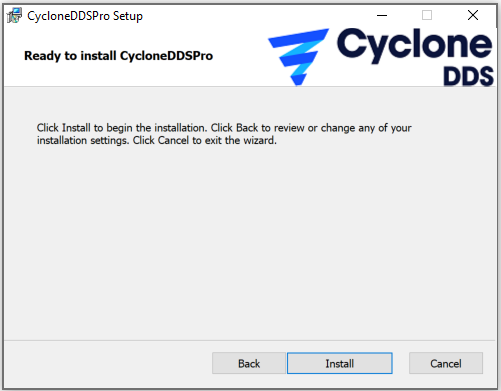 CycloneDDSPro Setup
Ready to install CycloneDDSPro
Cyclone
DDS
Click Install to begin the installation. Click Back to review or change any of your
installation settings. Click Cancel to exit the wizard.
Back
Install
Cancel